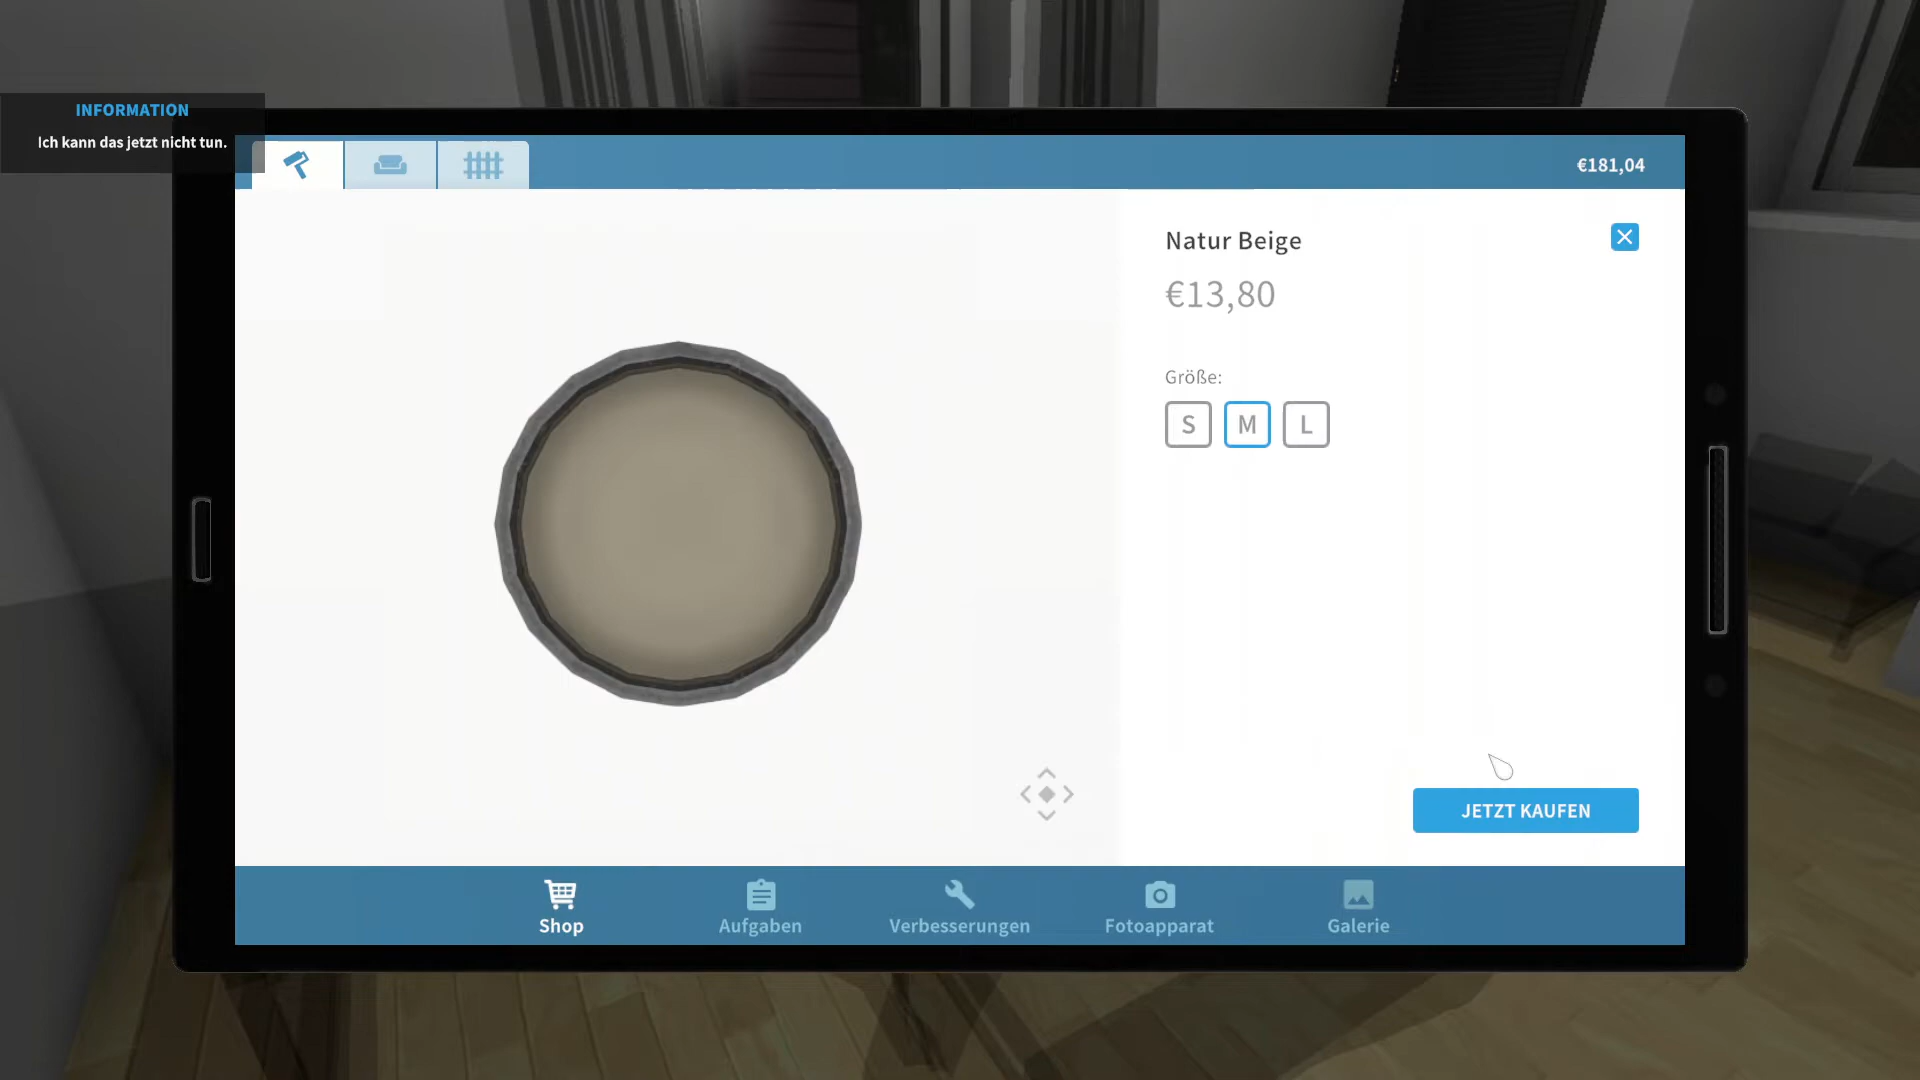 INFORMATION
Ich kann das jetzt nicht tun.
€181,04
Natur Beige
€13,80
Größe:
S M L
JETZT KAUFEN
Shop Aufgaben Verbesserungen Fotoapparat Galerie